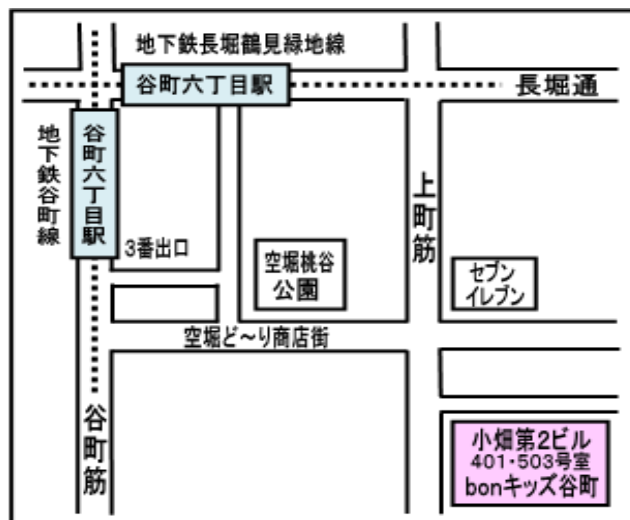 地下鉄長堀鶴見緑地線
谷町六丁目駅
長堀通
地下鉄谷町線
谷町六丁目駅
3番出口
上町筋
空堀桃谷
公園
セブン
イレブン
空堀ど〜り商店街
谷町筋
小畑第2ビル
401・503号室
bonキッズ谷町